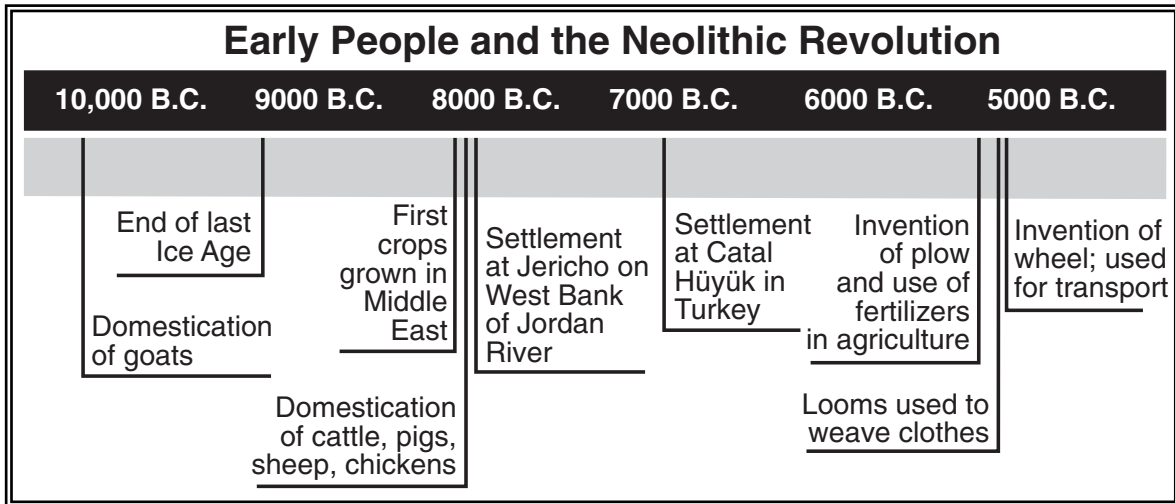 Early People and the Neolithic Revolution
10,000 B.C. 9000 B.C. 8000 B.C. 7000 B.C. 6000 B.C. 5000 B.C.
End of last
Ice Age
Domestication
of goats
First
crops
grown in
Middle
East
Domestication
of cattle, pigs,
sheep, chickens
Settlement
at Jericho on
West Bank
of Jordan
River
Settlement
at Catal
Hüyük in
Turkey
Invention
of plow
and use of
fertilizers
in agriculture
Looms used to
weave clothes
Invention of
wheel; used
for transport